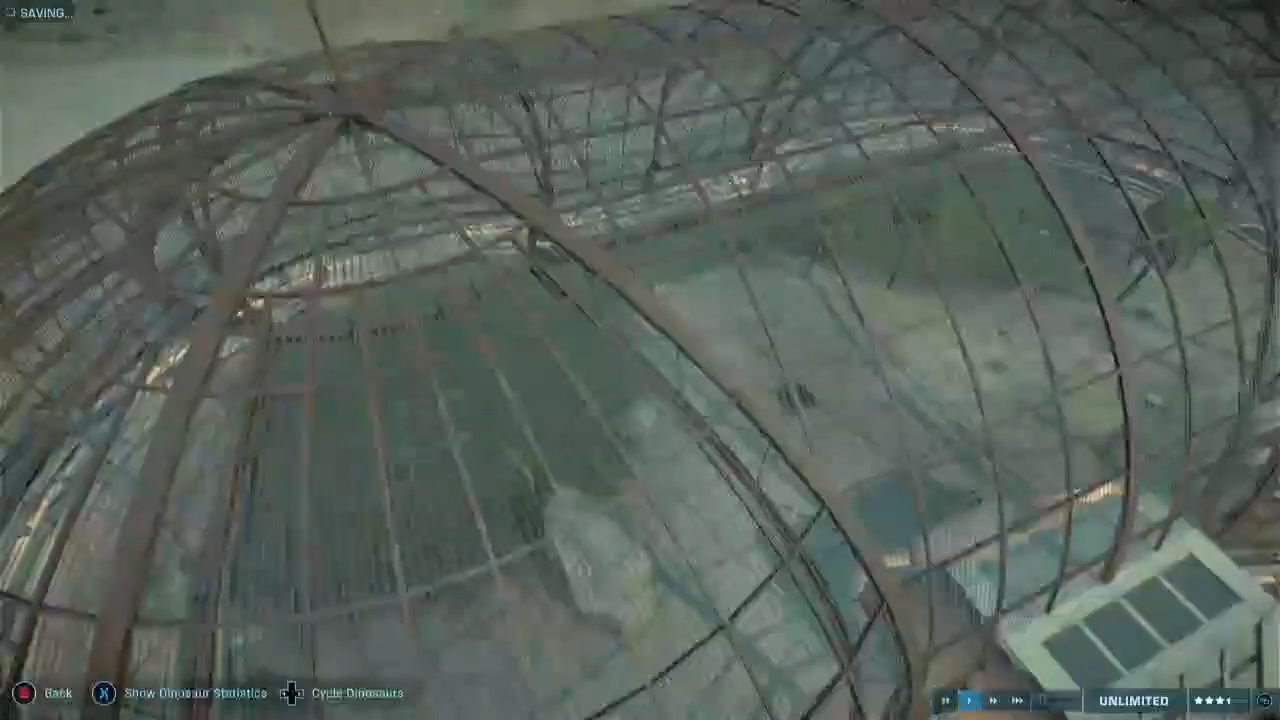 SAVING...
Back
Show Dinosaur Statistics
Cycle Dinosaurs
UNLIMITED